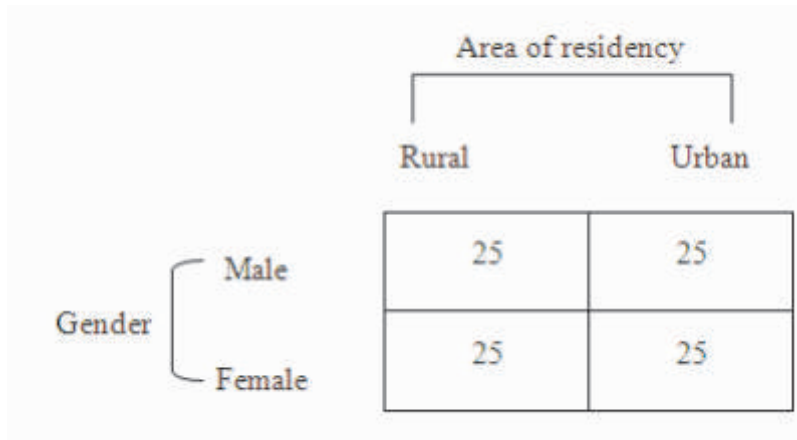 Area of residency
Rural Urban
Male 25 25
Gender
Female 25 25